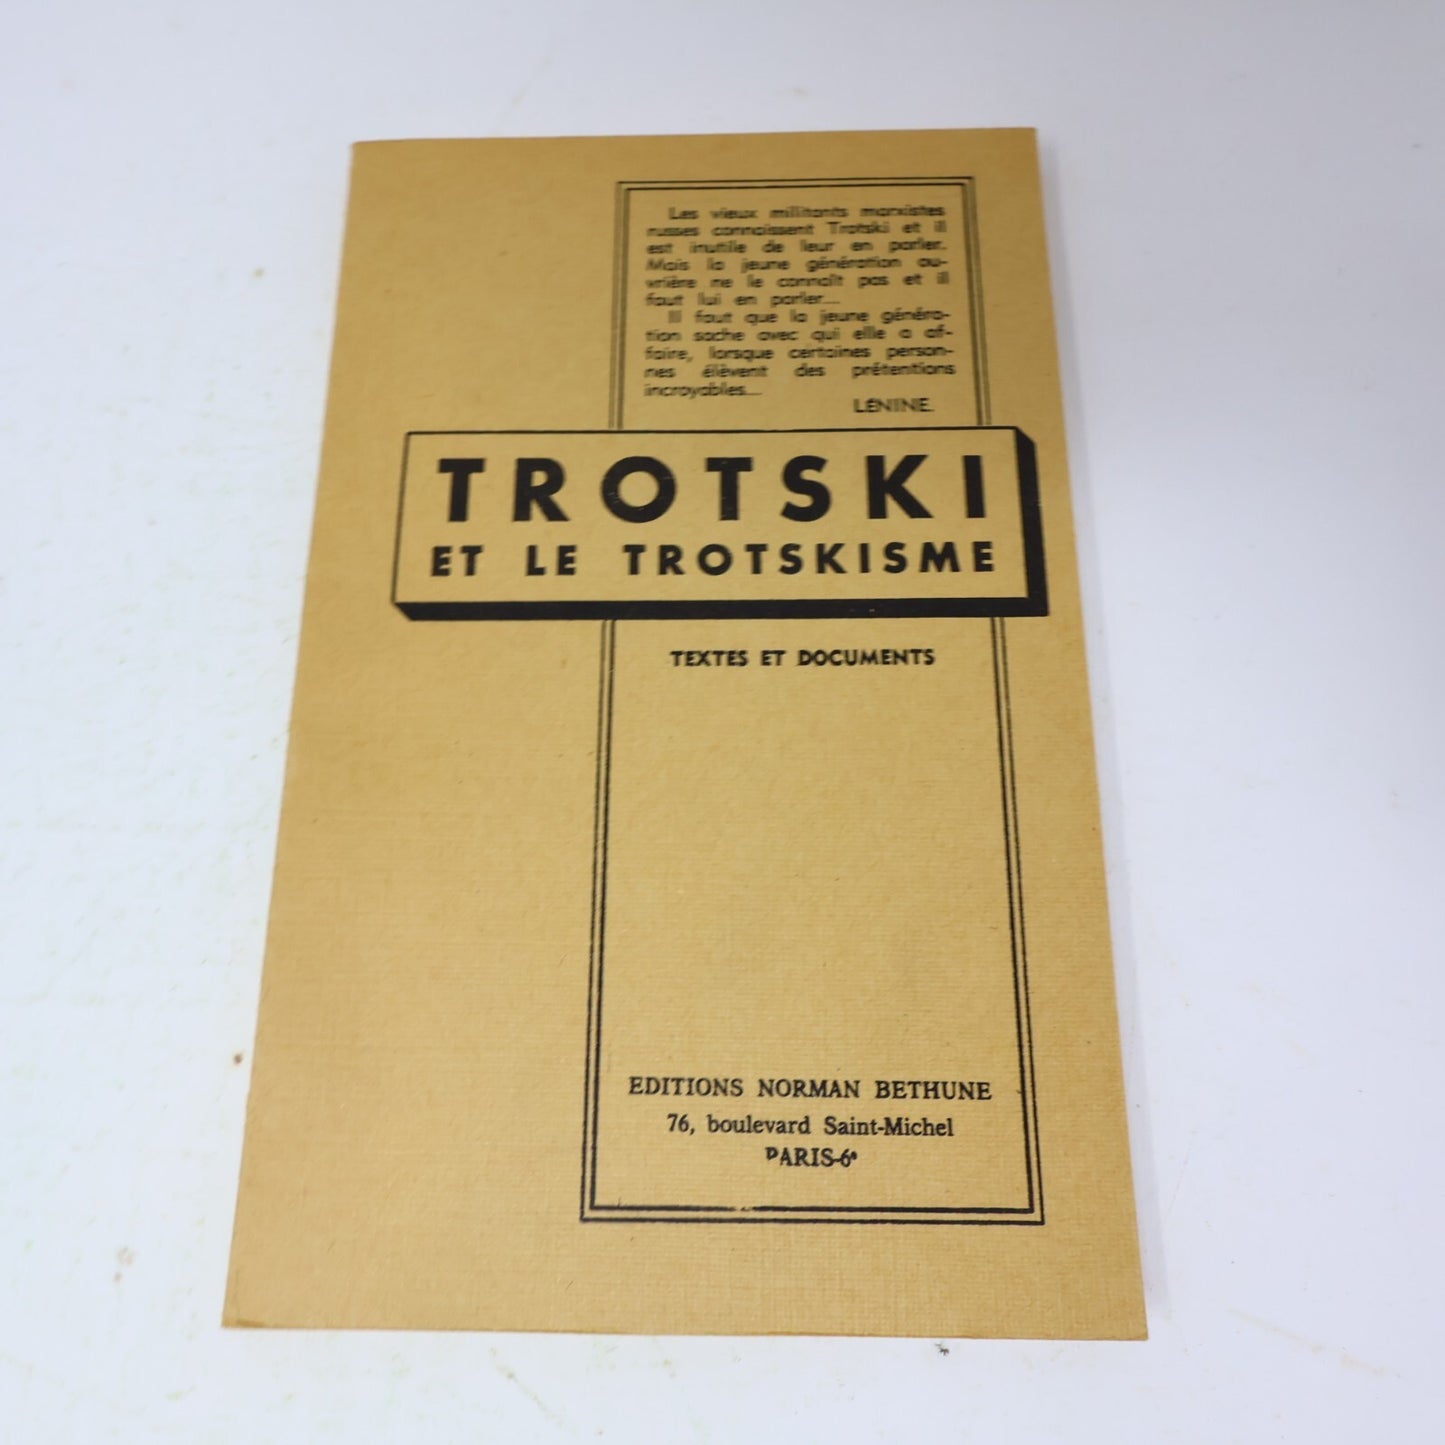 Les vieux militants marxistes
russes connaissent Trotski et il
est inutile de leur en parler.
Mais la jeune génération ou-
vrière ne le connaît pas et il
faut lui en parler...
Il faut que la jeune généra-
tion sache avec qui elle a af-
faire, lorsque certaines person-
nes élèvent des prétentions
incroyables...
LÉNINE.
TROTSKI
ET LE TROTSKISME
TEXTES ET DOCUMENTS
EDITIONS NORMAN BETHUNE
76, boulevard Saint-Michel
PARIS-6e